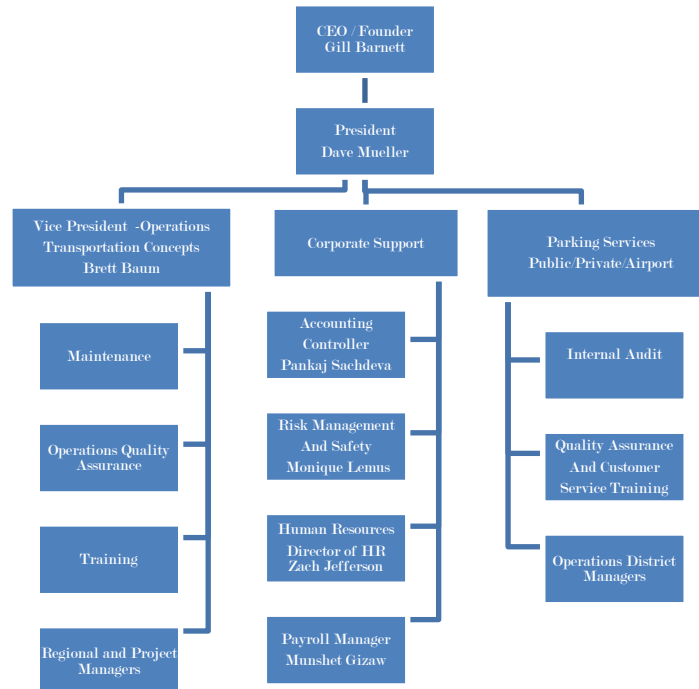 CEO / Founder
Gill Barnett
President
Dave Mueller
Vice President -Operations
Transportation Concepts
Brett Baum
Corporate Support
Parking Services
Public/Private/Airport
Maintenance
Operations Quality
Assurance
Training
Regional and Project
Managers
Accounting
Controller
Pankaj Sachdeva
Risk Management
And Safety
Monique Lemus
Human Resources
Director of HR
Zach Jefferson
Payroll Manager
Munshet Gizaw
Internal Audit
Quality Assurance
And Customer
Service Training
Operations District
Managers